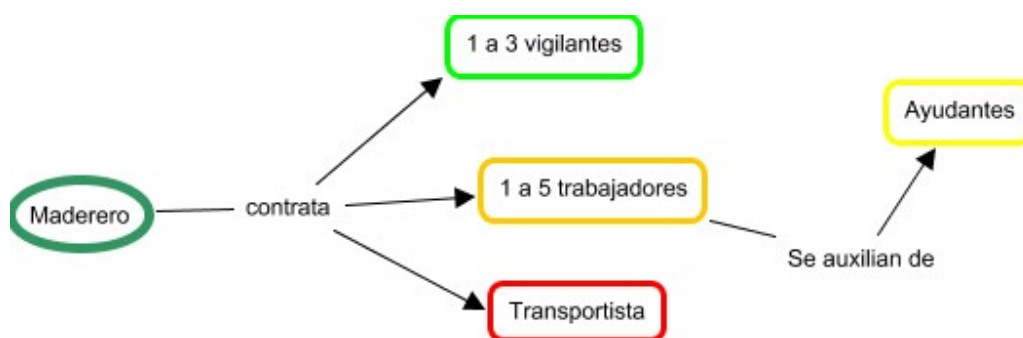 1 a 3 vigilantes
Ayudantes
Maderero
contrata
1 a 5 trabajadores
Se auxilian de
Transportista